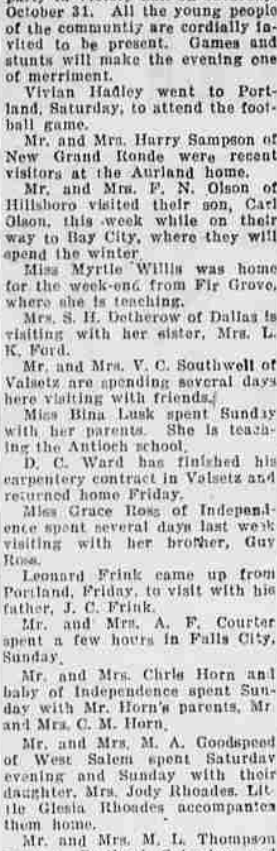 October 31. All the young people
of the communtiy are cordially in-
vited to be present. Games and
stunts will make the evening one
of merriment.
Vivian Hadley went to Port-
land, Saturday, to attend the foot-
ball game.
Mr. and Mrs. Harry Sampson of
New Grand Ronde were recent
visitors at the Aurland home.
Mr. and Mrs. F. N. Olson of
Hillsboro visited their son, Carl
Olson, this week while on their
way to Bay City, where they will
spend the winter.
Miss Myrtle Willis was home
for the week-end from Fir Grove,
where she is teaching.
Mrs. S. H. Detherow of Dallas is
visiting with her sister, Mrs. L.
K. Ford.
Mr. and Mrs. V. C. Southwell of
Valsetz are spending several days
here visiting with friends.
Miss Bina Lusk spent Sunday
with her parents. She is teach-
ing the Antioch school.
D. C. Ward has finished his
carpentery contract in Valsetz and
returned home Friday.
Miss Grace Ross of Independ-
ence spent several days last week
visiting with her brother, Guy
Ross.
Leonard Frink came up from
Portland, Friday, to visit with his
father, J. C. Frink.
Mr. and Mrs. A. F. Courter
spent a few hours in Falls City,
Sunday.
Mr. and Mrs. Chris Horn and
baby of Independence spent Sun-
day with Mr. Horn's parents, Mr
and Mrs. C. M. Horn.
Mr. and Mrs. M. A. Goodspeed
of West Salem spent Saturday
evening and Sunday with their
daughter, Mrs. Jody Rhoades. Lit-
tle Glesia Rhoades accompanied
them home.
Mr. and Mrs. M. L. Thompson